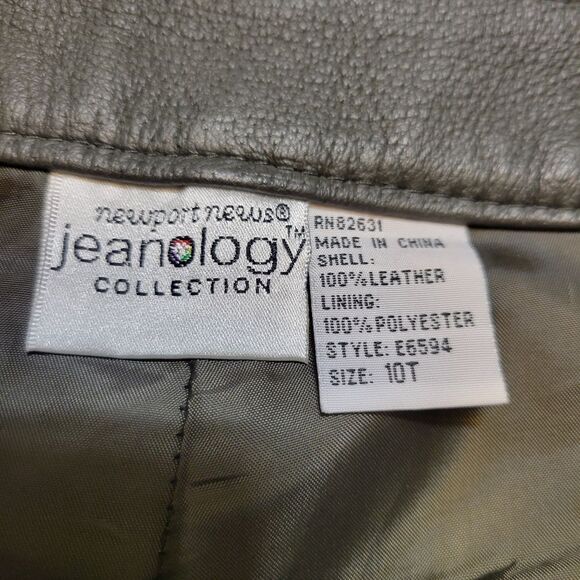 newport news®
jeanology™
COLLECTION
RN82631
MADE IN CHINA
SHELL:
100%LEATHER
LINING:
100%POLYESTER
STYLE: E6594
SIZE: 10T